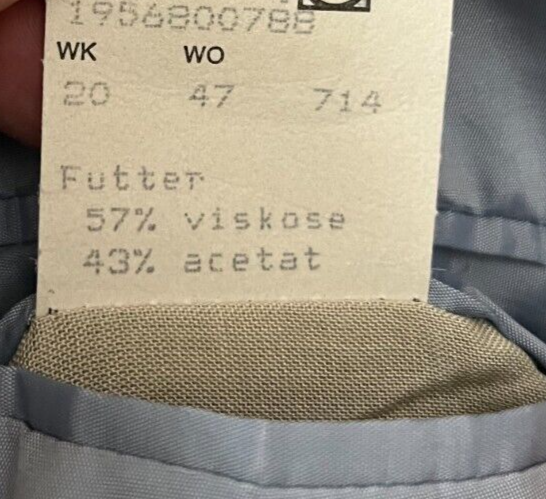 1956800788
WK WO
20 47 714
Futter
57% viskose
43% acetat